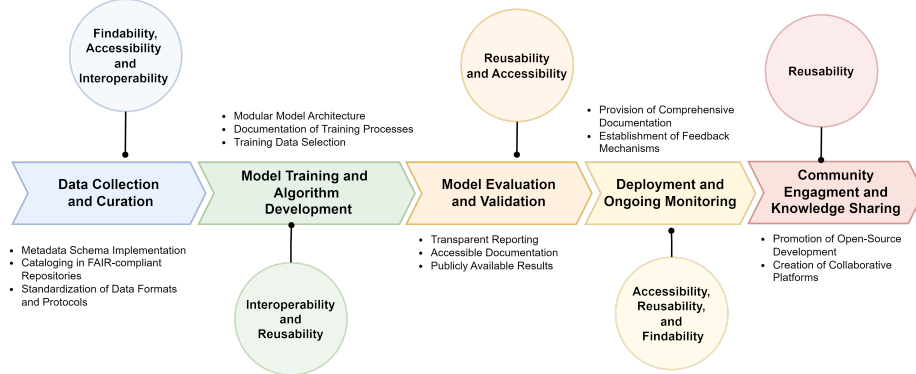 Findability,
Accessibility
and
Interoperability
Data Collection
and Curation
• Metadata Schema Implementation
• Cataloging in FAIR-compliant
Repositories
• Standardization of Data Formats
and Protocols
• Modular Model Architecture
• Documentation of Training Processes
• Training Data Selection
Model Training and
Algorithm
Development
Interoperability
and
Reusability
Reusability
and Accessibility
Model Evaluation
and Validation
• Transparent Reporting
• Accessible Documentation
• Publicly Available Results
• Provision of Comprehensive
Documentation
• Establishment of Feedback
Mechanisms
Deployment and
Ongoing Monitoring
Accessibility,
Reusability,
and
Findability
Reusability
Community
Engagment and
Knowledge Sharing
• Promotion of Open-Source
Development
• Creation of Collaborative
Platforms